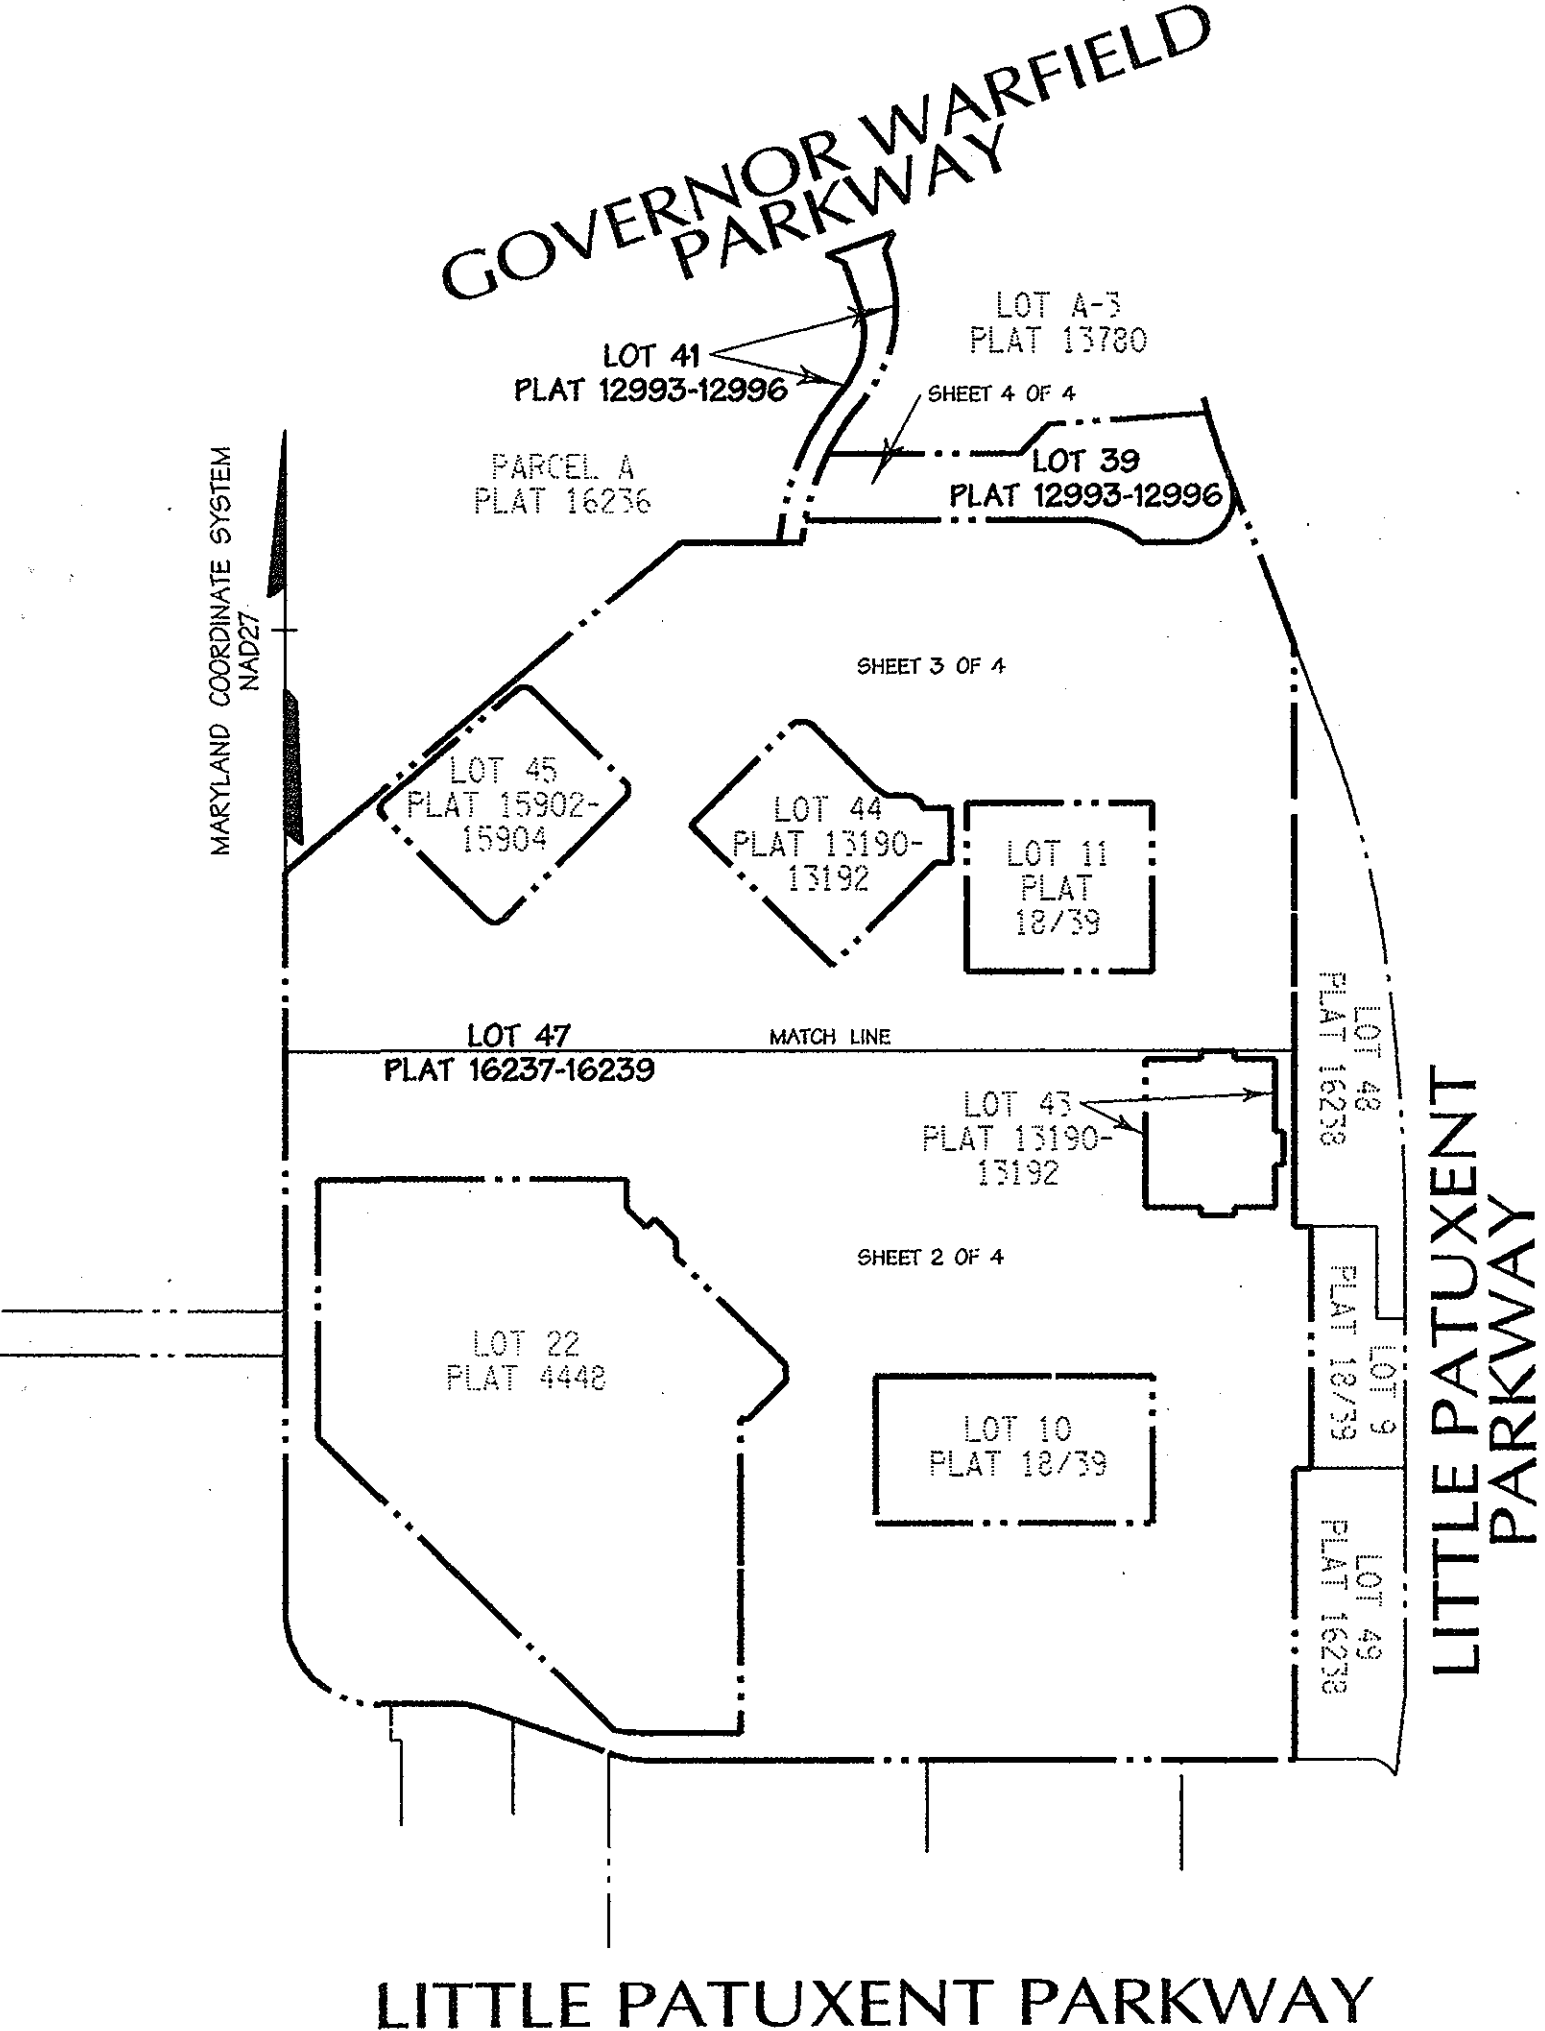 GOVERNOR WARFIELD
PARKWAY
LOT A-3
PLAT 13780
LOT 41
PLAT 12993-12996
SHEET 4 OF 4
LOT 39
PLAT 12993-12996
PARCEL A
PLAT 16236
MARYLAND COORDINATE SYSTEM
NAD27
SHEET 3 OF 4
LOT 45
PLAT 15902-
15904
LOT 44
PLAT 13190-
13192
LOT 11
PLAT
18/39
LOT 47
PLAT 16237-16239
MATCH LINE
LOT 48
PLAT 16238
LOT 43
PLAT 13190-
13192
LITTLE PATUXENT
PARKWAY
SHEET 2 OF 4
LOT 22
PLAT 4448
LOT 9
PLAT 18/39
LOT 10
PLAT 18/39
LOT 49
PLAT 16238
LITTLE PATUXENT PARKWAY